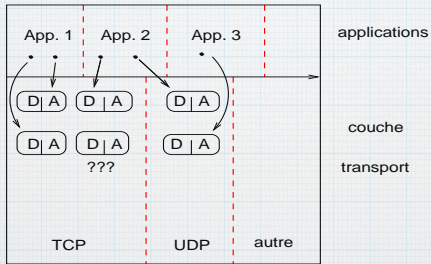 App. 1 App. 2 App. 3 applications
D A D A D A
couche
D A D A D A
??? transport
TCP UDP autre